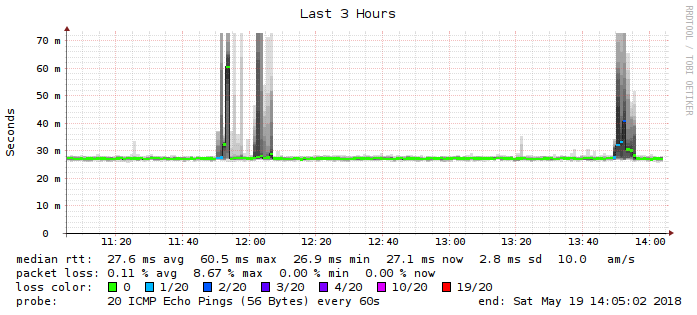 Last 3 Hours
RRDTOOL / TOBI OETIKER
Seconds
70 m
60 m
50 m
40 m
30 m
20 m
10 m
0
11:20 11:40 12:00 12:20 12:40 13:00 13:20 13:40 14:00
median rtt: 27.6 ms avg 60.5 ms max 26.9 ms min 27.1 ms now 2.8 ms sd 10.0 am/s
packet loss: 0.11 % avg 8.67 % max 0.00 % min 0.00 % now
loss color: 0 1/20 2/20 3/20 4/20 10/20 19/20
probe: 20 ICMP Echo Pings (56 Bytes) every 60s end: Sat May 19 14:05:02 2018